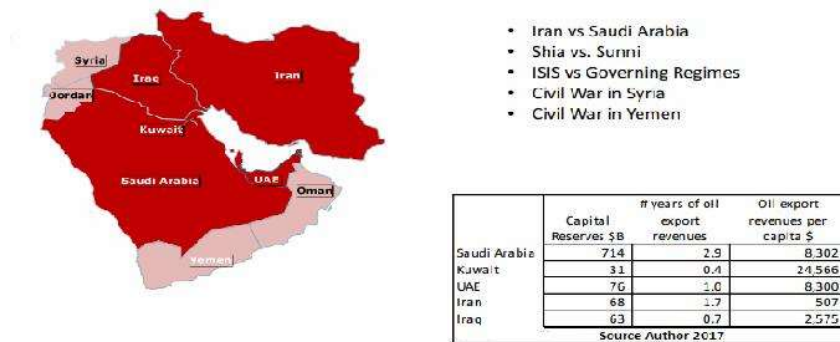 Syria
Iraq
Iran
Jordan
Kuwait
Saudi Arabia
UAE
Oman
Yemen
• Iran vs Saudi Arabia
• Shia vs. Sunni
• ISIS vs Governing Regimes
• Civil War in Syria
• Civil War in Yemen
Capital Reserves $B # years of oil export revenues Oil export revenues per capita $
Saudi Arabia 714 2.9 8,302
Kuwait 31 0.4 24,566
UAE 76 1.0 8,300
Iran 68 1.7 507
Iraq 63 0.7 2,575
Source Author 2017